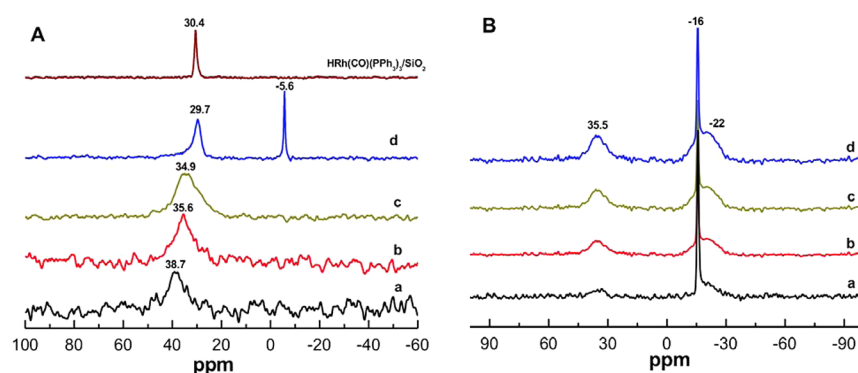 A
30.4
HRh(CO)(PPh3)3/SiO2
-5.6
29.7
d
34.9
c
35.6
b
38.7
a
100 80 60 40 20 0 -20 -40 -60
ppm
B
-16
35.5
-22
d
c
b
a
90 60 30 0 -30 -60 -90
ppm